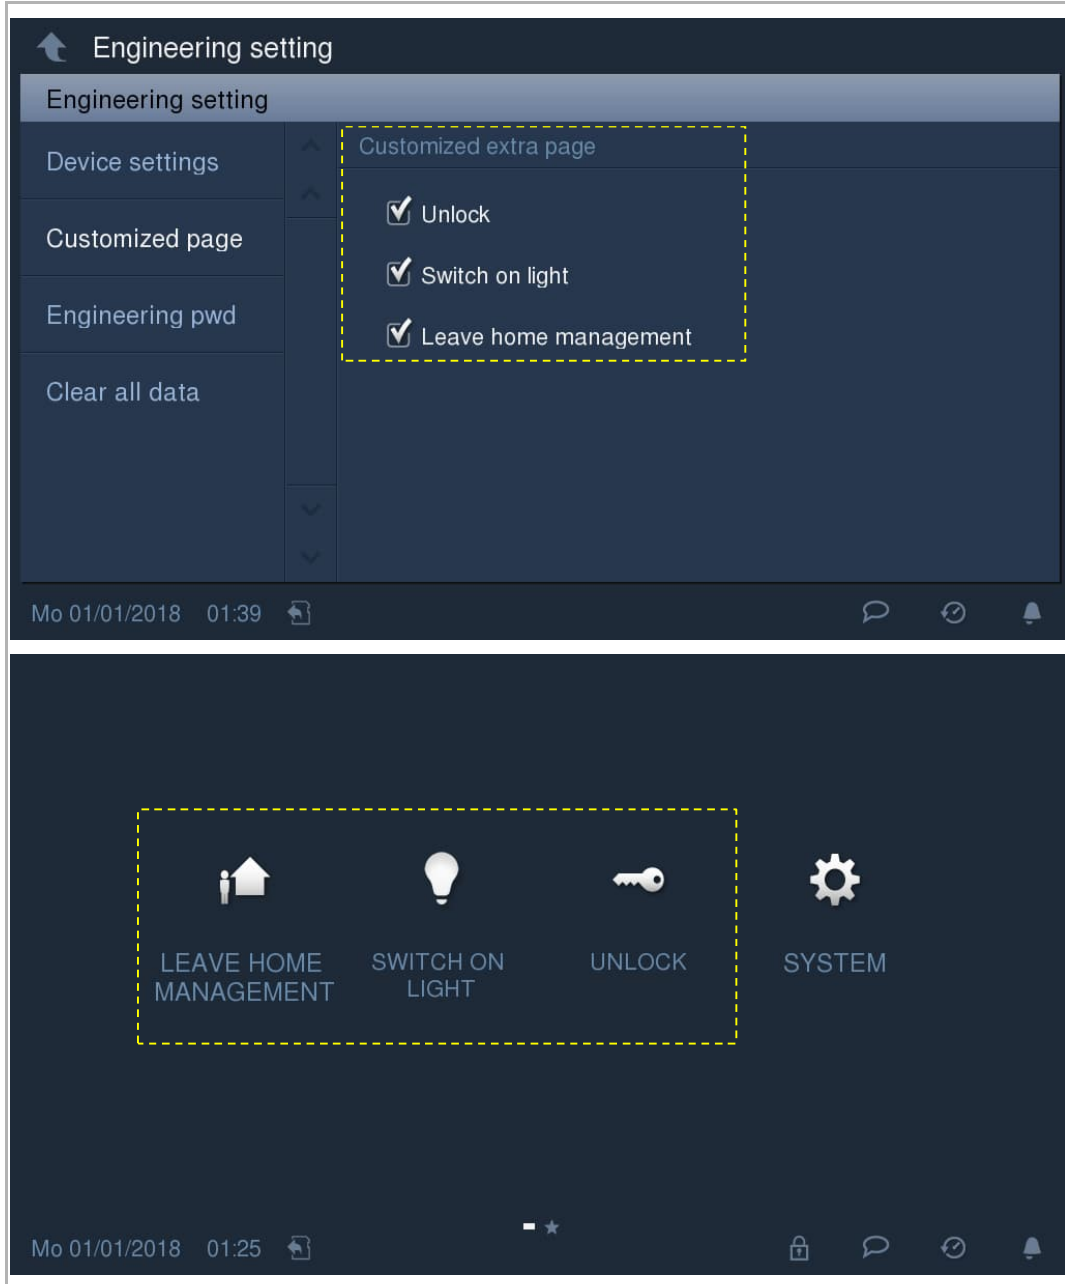 Engineering setting
Engineering setting
Device settings
Customized page
Engineering pwd
Clear all data
Customized extra page
Unlock
Switch on light
Leave home management
Mo 01/01/2018 01:39
LEAVE HOME
MANAGEMENT
SWITCH ON
LIGHT
UNLOCK
SYSTEM
Mo 01/01/2018 01:25